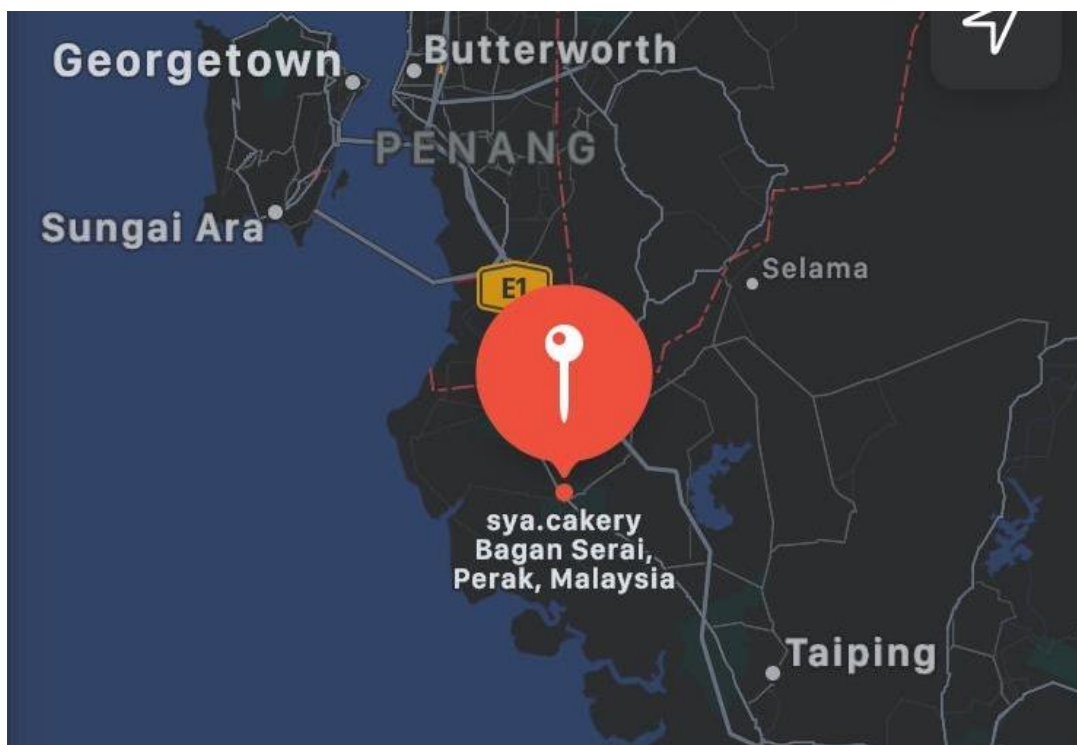 Georgetown
Butterworth
PENANG
Sungai Ara
Selama
E1
sya.cakery
Bagan Serai,
Perak, Malaysia
Taiping